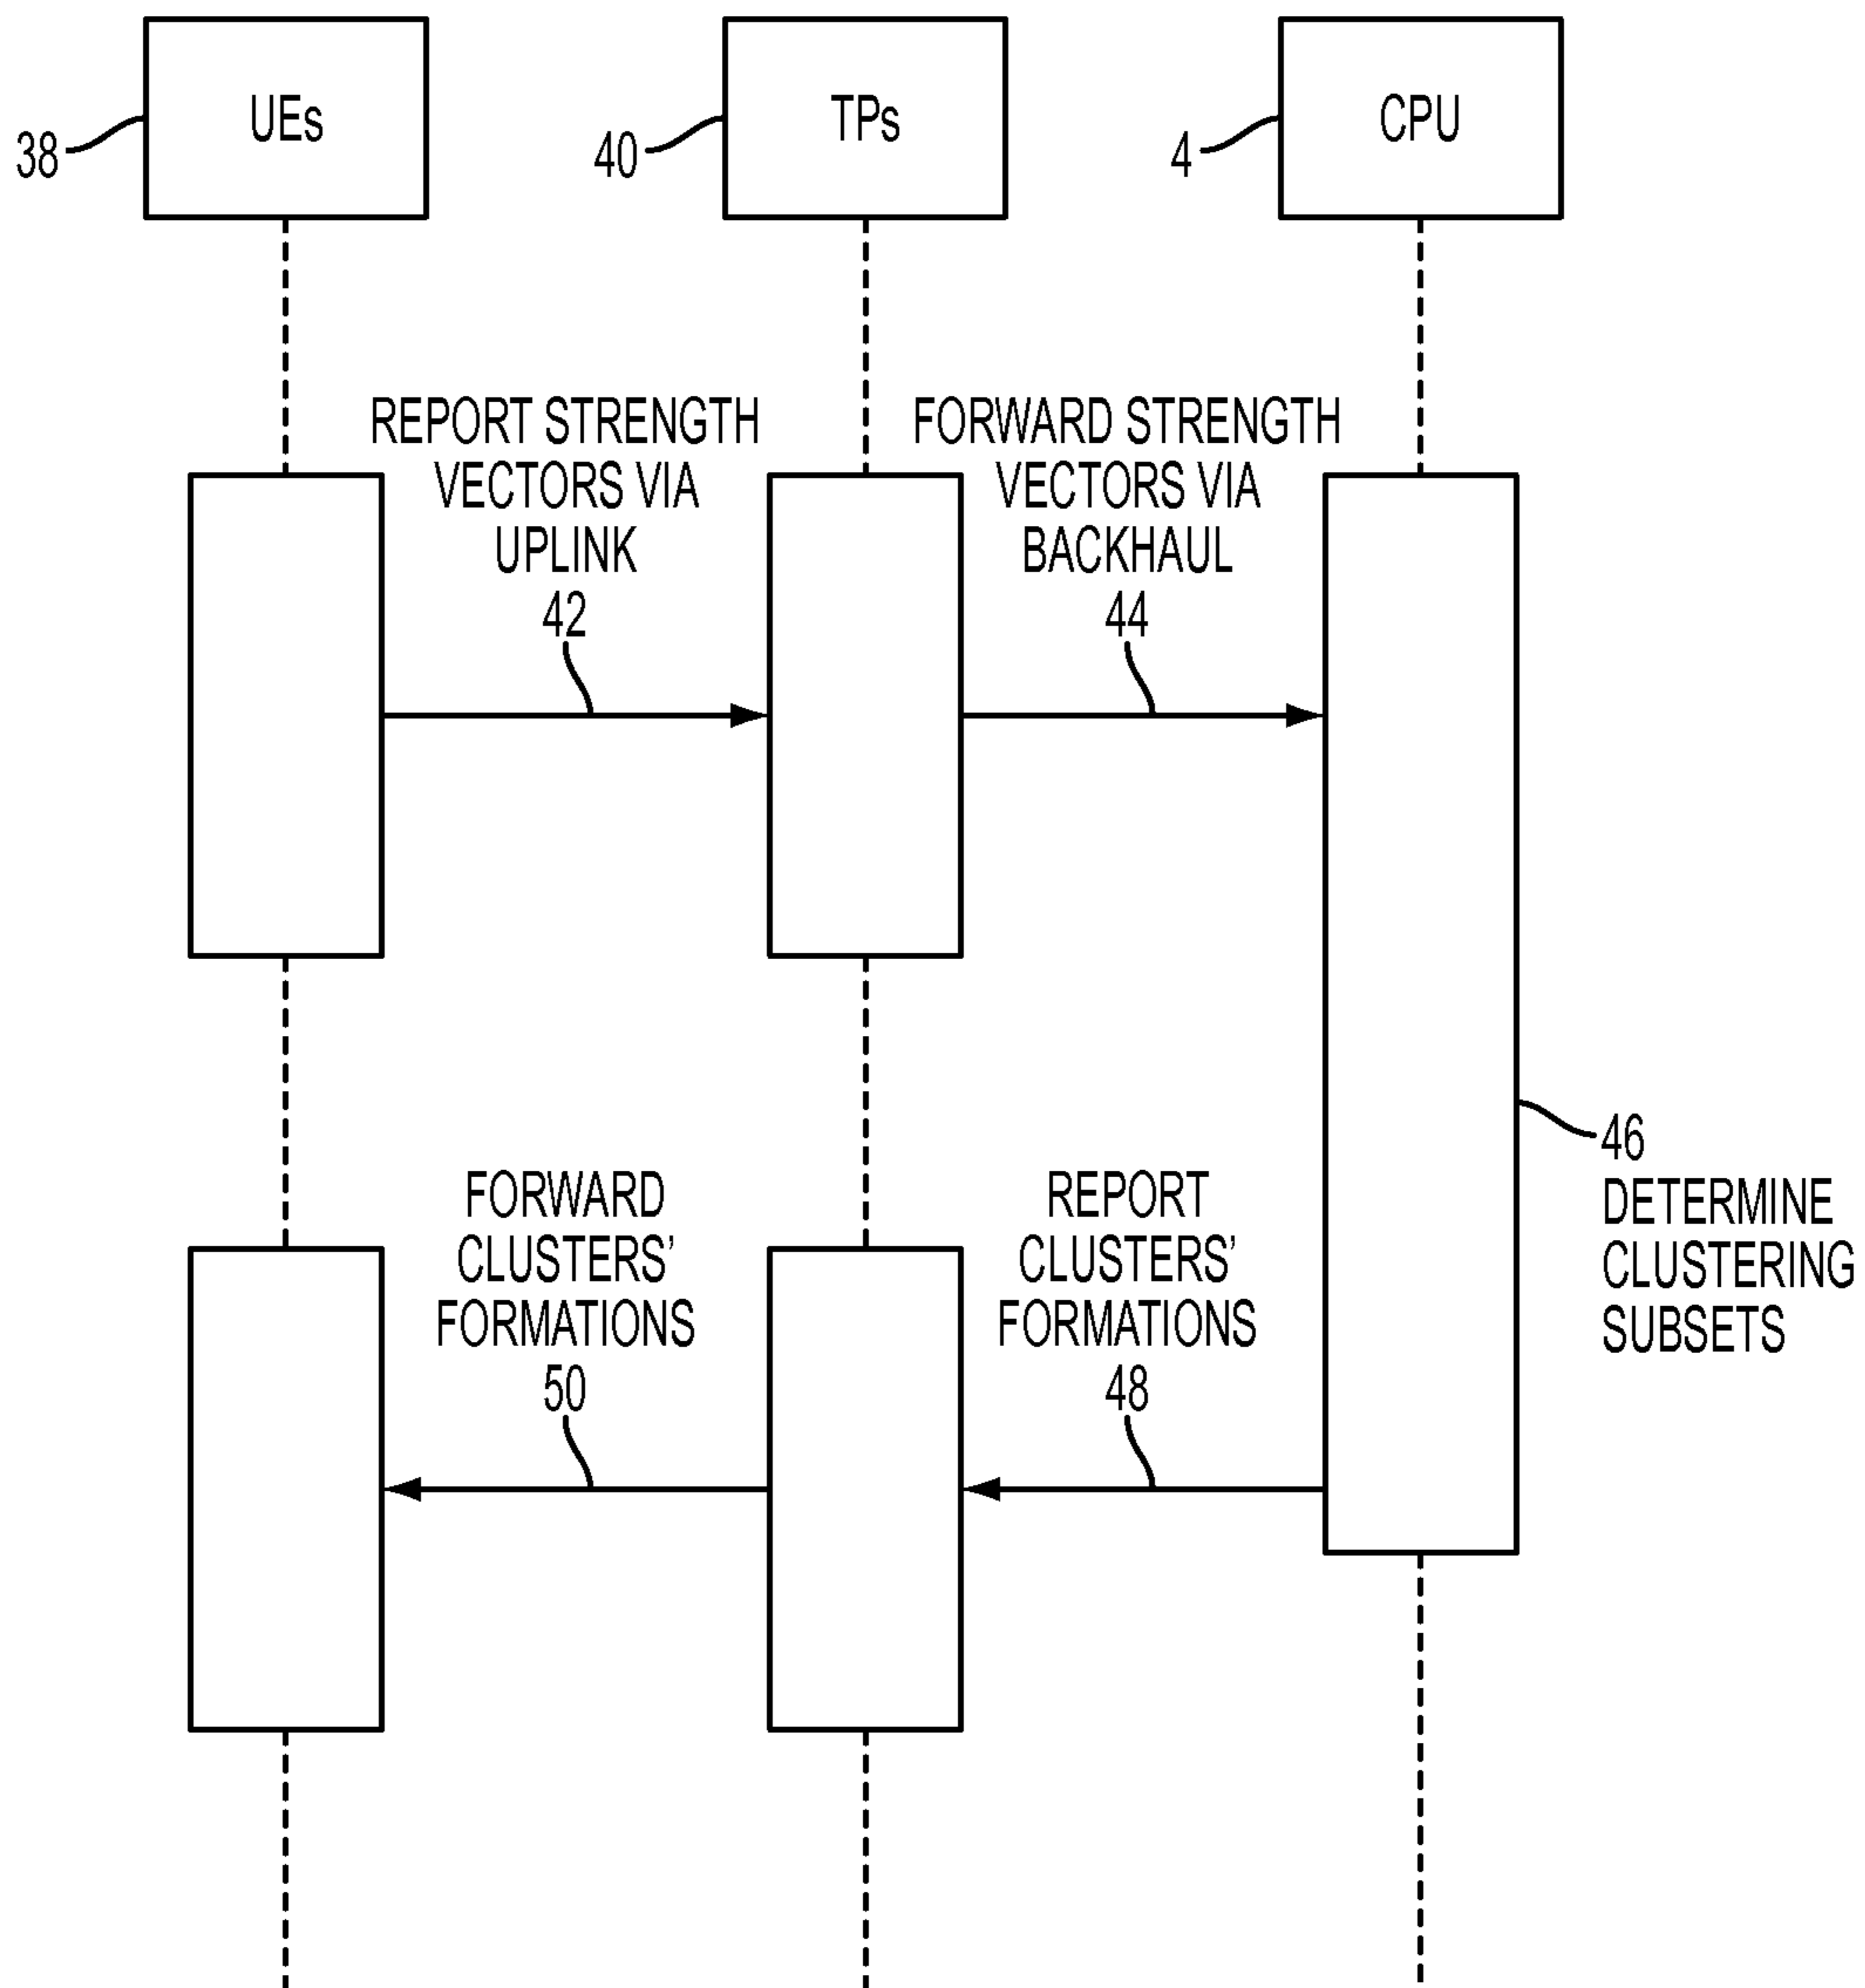 UEs
TPs
CPU
38
40
4
REPORT STRENGTH
VECTORS VIA
UPLINK
42
FORWARD STRENGTH
VECTORS VIA
BACKHAUL
44
46
DETERMINE
CLUSTERING
SUBSETS
FORWARD
CLUSTERS'
FORMATIONS
50
REPORT
CLUSTERS'
FORMATIONS
48